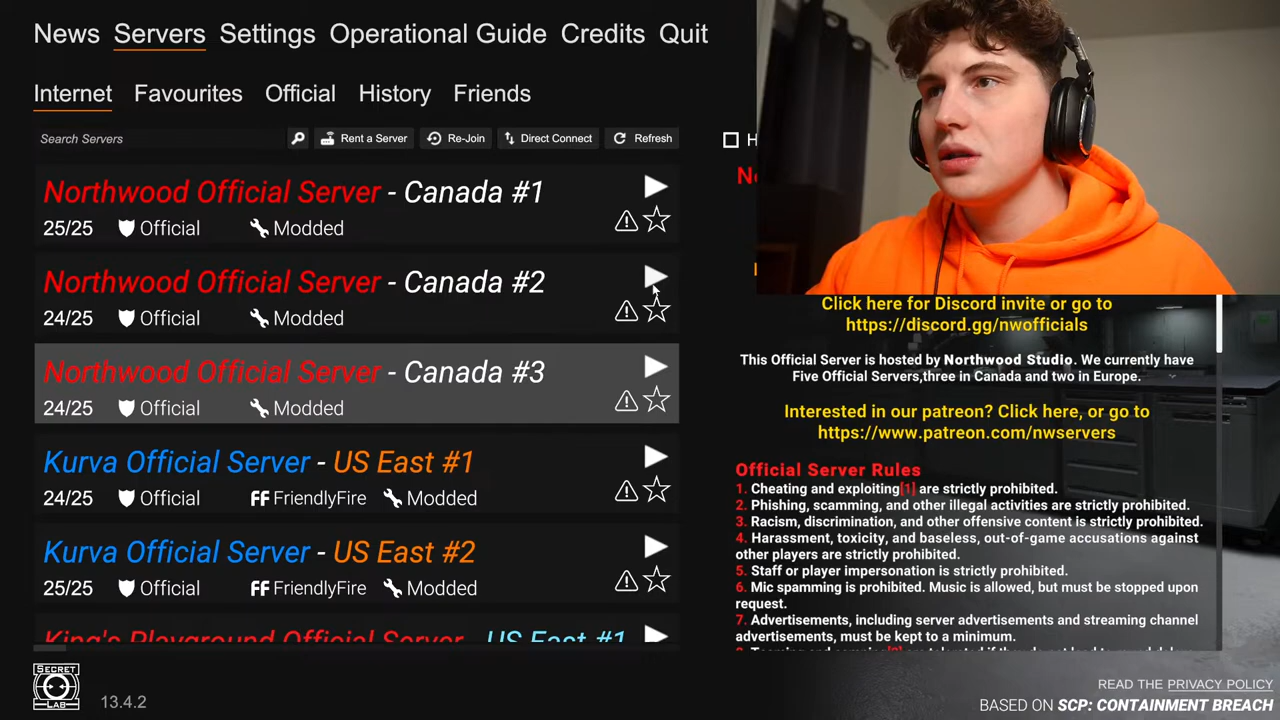 News Servers Settings Operational Guide Credits Quit
Internet Favourites Official History Friends
Search Servers Rent a Server Re-Join Direct Connect Refresh
Northwood Official Server - Canada #1
25/25 Official Modded
Northwood Official Server - Canada #2
24/25 Official Modded
Northwood Official Server - Canada #3
24/25 Official Modded
Kurva Official Server - US East #1
24/25 Official FF FriendlyFire Modded
Kurva Official Server - US East #2
25/25 Official FF FriendlyFire Modded
King's Playground Official Server - US East #1
Click here for Discord invite or go to
https://discord.gg/nwofficials
This Official Server is hosted by Northwood Studio. We currently have
Five Official Servers,three in Canada and two in Europe.
Interested in our patreon? Click here, or go to
https://www.patreon.com/nwservers
Official Server Rules
1. Cheating and exploiting[1] are strictly prohibited.
2. Phishing, scamming, and other illegal activities are strictly prohibited.
3. Racism, discrimination, and other offensive content is strictly prohibited.
4. Harassment, toxicity, and baseless, out-of-game accusations against
other players are strictly prohibited.
5. Staff or player impersonation is strictly prohibited.
6. Mic spamming is prohibited. Music is allowed, but must be stopped upon
request.
7. Advertisements, including server advertisements and streaming channel
advertisements, must be kept to a minimum.
SECRET
LAB
13.4.2
READ THE PRIVACY POLICY
BASED ON SCP: CONTAINMENT BREACH